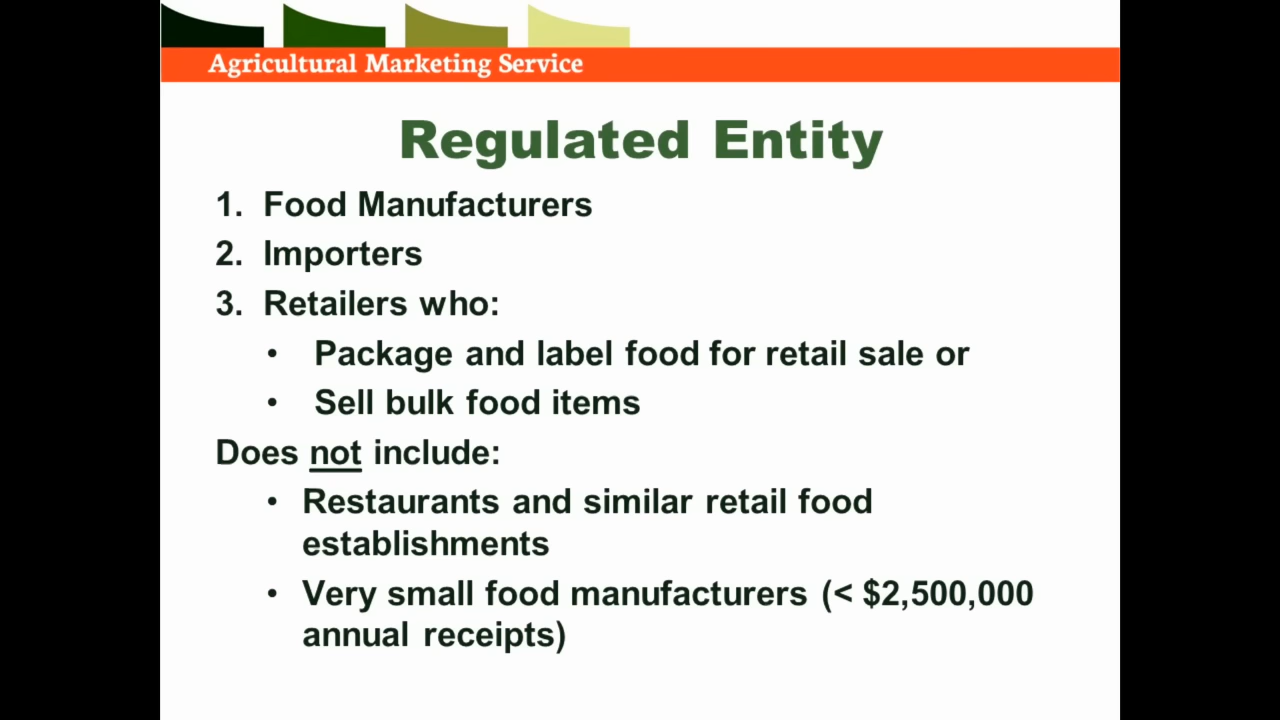 Agricultural Marketing Service
Regulated Entity
1. Food Manufacturers
2. Importers
3. Retailers who:
• Package and label food for retail sale or
• Sell bulk food items
Does not include:
• Restaurants and similar retail food
establishments
• Very small food manufacturers (< $2,500,000
annual receipts)